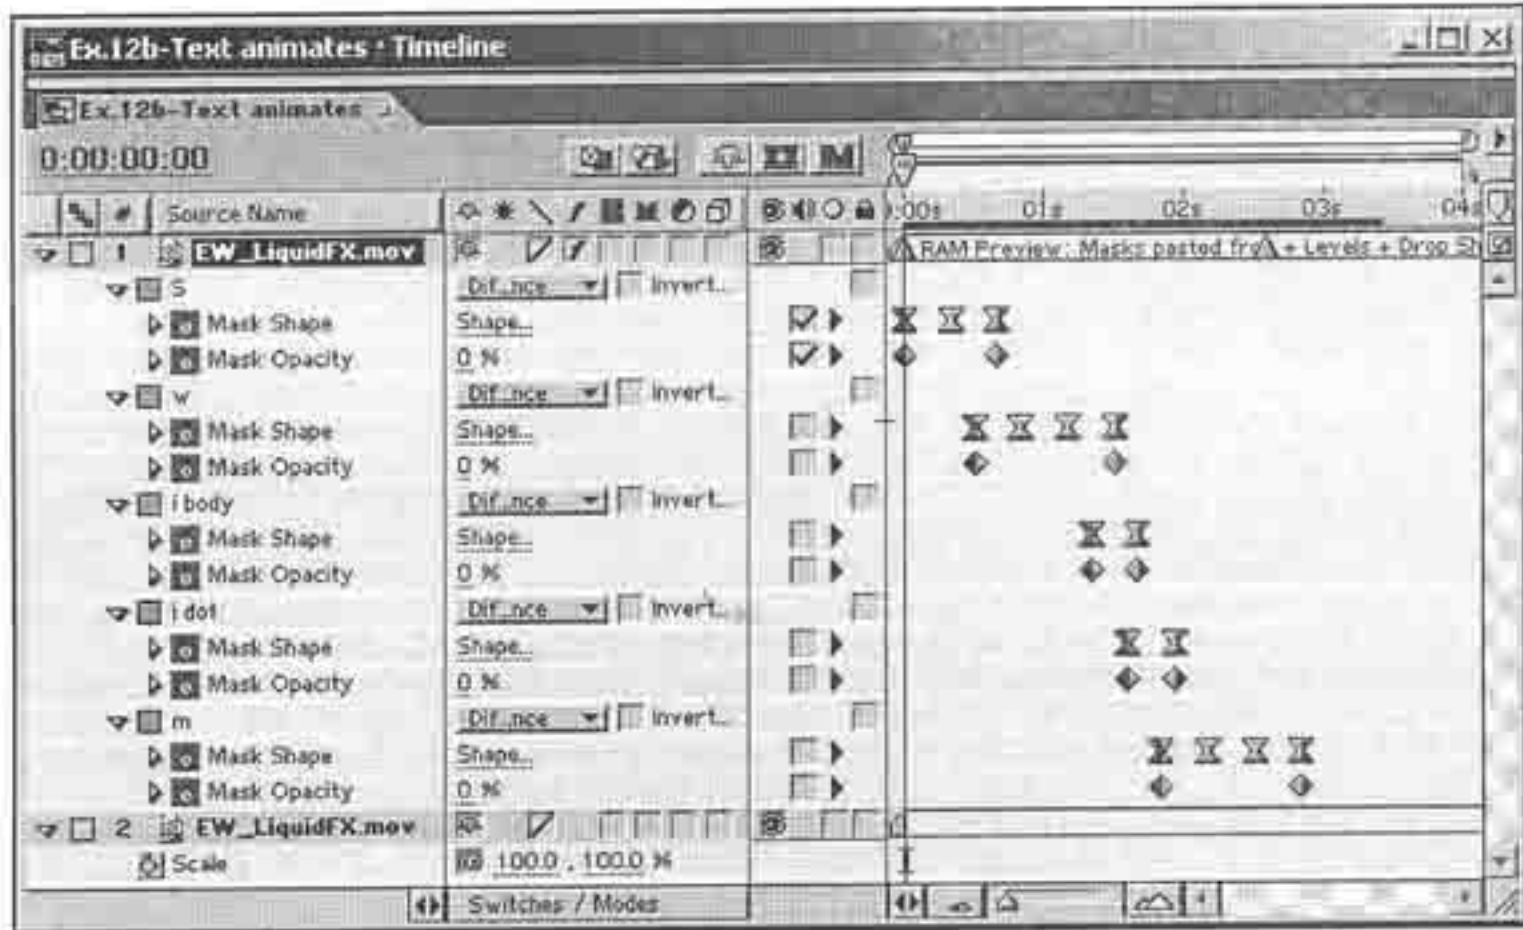 Ex.12b-Text animates • Timeline
Ex.12b-Text animates
0:00:00:00
# Source Name
:00s 01s 02s 03s 04s
1 EW_LiquidFX.mov
RAM Preview: Masks pasted fro + Levels + Drop Sh
S Dif...nce Invert...
Mask Shape Shape...
Mask Opacity 0 %
w Dif...nce Invert...
Mask Shape Shape...
Mask Opacity 0 %
i body Dif...nce Invert...
Mask Shape Shape...
Mask Opacity 0 %
i dot Dif...nce Invert...
Mask Shape Shape...
Mask Opacity 0 %
m Dif...nce Invert...
Mask Shape Shape...
Mask Opacity 0 %
2 EW_LiquidFX.mov
Scale 100.0 , 100.0 %
Switches / Modes